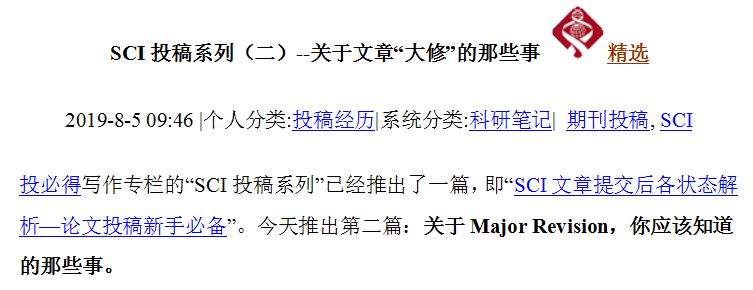 SCI 投稿系列（二）--关于文章“大修”的那些事 精选
2019-8-5 09:46 |个人分类:投稿经历|系统分类:科研笔记| 期刊投稿, SCI
投必得写作专栏的“SCI 投稿系列”已经推出了一篇，即“SCI 文章提交后各状态解
析—论文投稿新手必备”。今天推出第二篇：关于 Major Revision，你应该知道
的那些事。